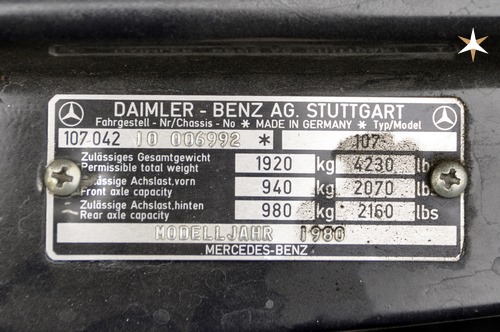 DAIMLER - BENZ AG. STUTTGART
Fahrgestell - Nr/Chassis - No * MADE IN GERMANY * Typ/Model
107-042 10 006992 * 107
Zulässiges Gesamtgewicht
Permissible total weight 1920 kg 4230 lbs
Zulässige Achslast,vorn
Front axle capacity 940 kg 2070 lbs
Zulässige Achslast,hinten
Rear axle capacity 980 kg 2160 lbs
MODELLJAHR 1980
MERCEDES-BENZ